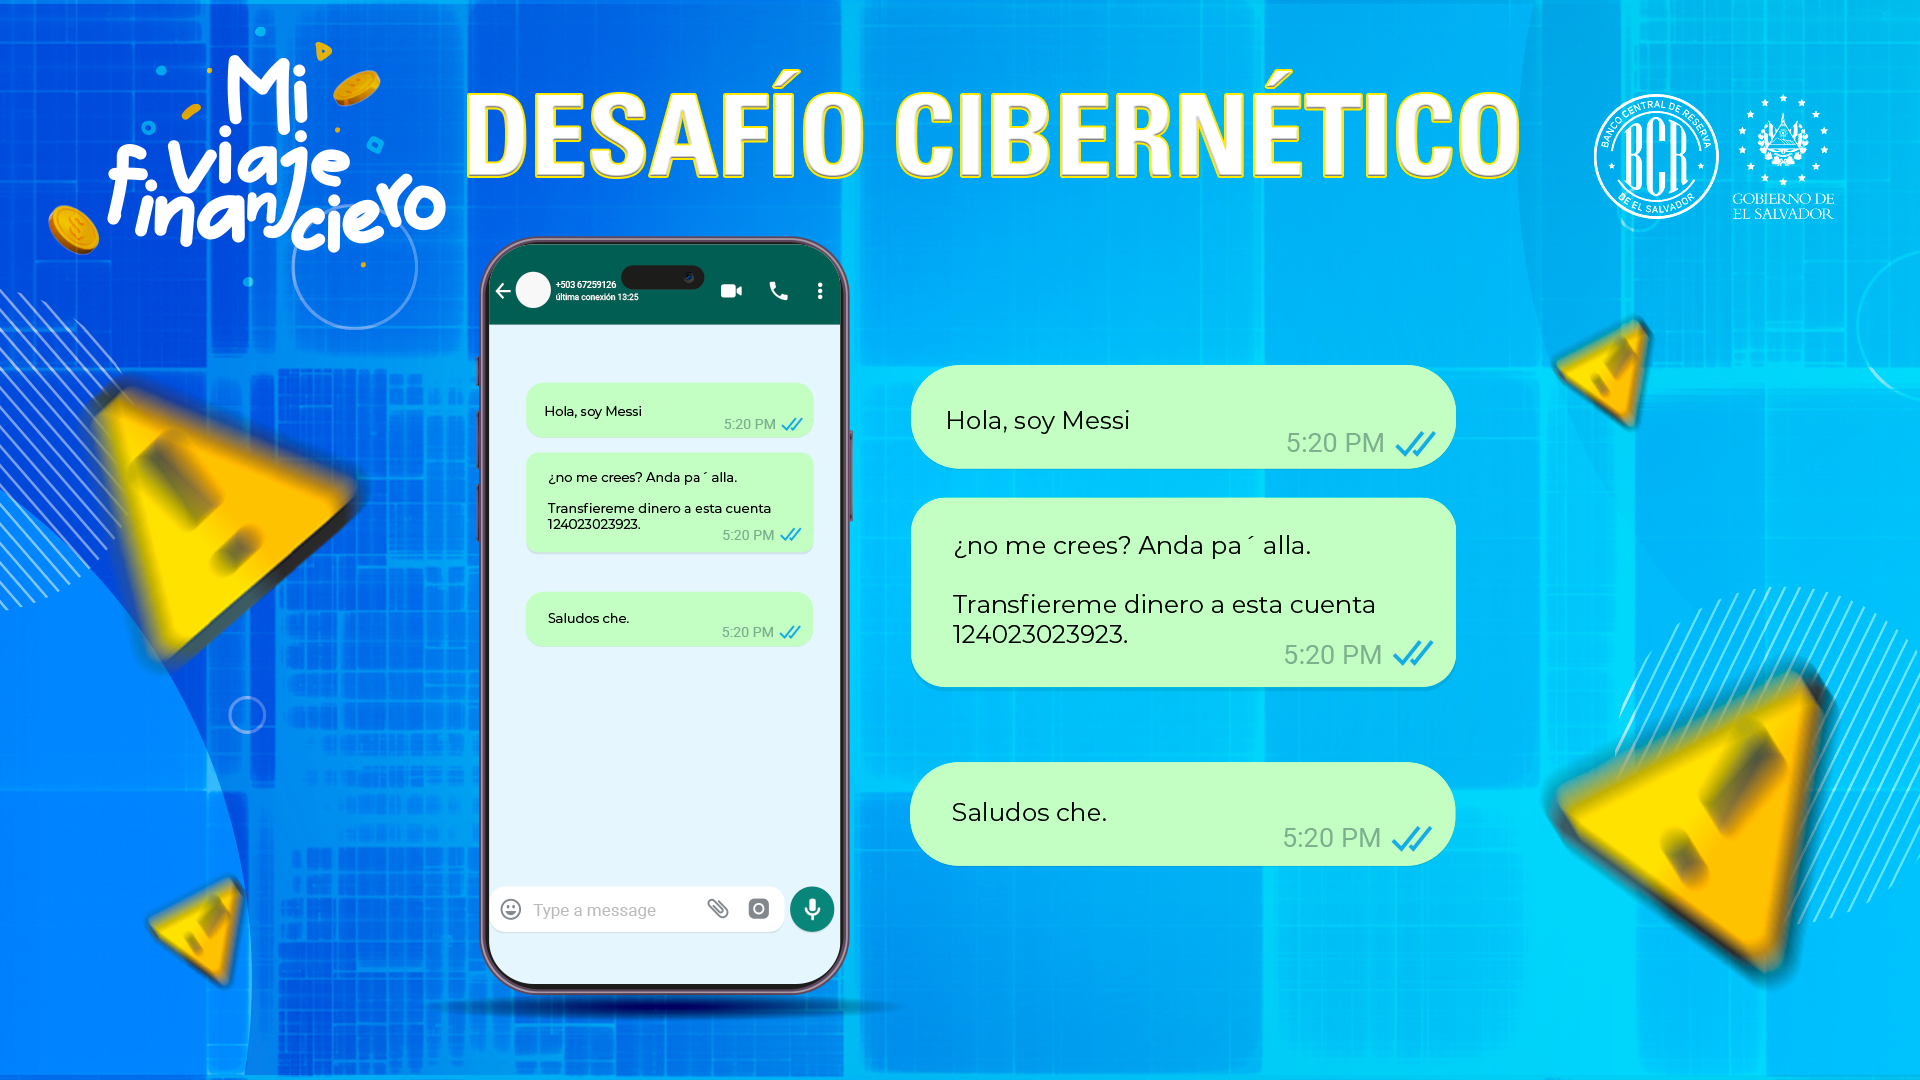 Mi
viaje
financiero
DESAFÍO CIBERNÉTICO
BANCO CENTRAL DE RESERVA
BCR
DE EL SALVADOR
GOBIERNO DE
EL SALVADOR
+503 67259126
última conexión 13:25
Hola, soy Messi
5:20 PM
¿no me crees? Anda pa´ alla.
Transfiereme dinero a esta cuenta
124023023923.
5:20 PM
Saludos che.
5:20 PM
Type a message
Hola, soy Messi
5:20 PM
¿no me crees? Anda pa´ alla.
Transfiereme dinero a esta cuenta
124023023923.
5:20 PM
Saludos che.
5:20 PM